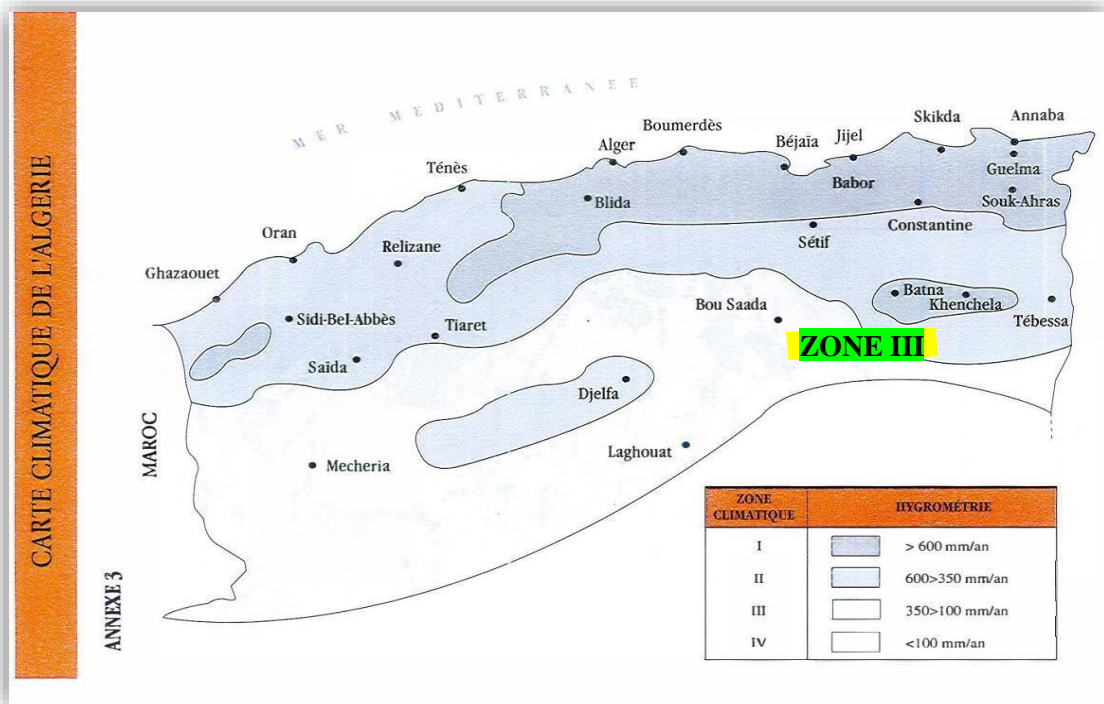 CARTE CLIMATIQUE DE L'ALGERIE
ANNEXE 3
MER MEDITERRANEE
Skikda
Annaba
Boumerdès
Béjaïa
Jijel
Alger
Guelma
Ténès
Babor
Blida
Souk-Ahras
Constantine
Oran
Relizane
Sétif
Ghazaouet
Batna
Khenchela
Bou Saada
Sidi-Bel-Abbès
Tiaret
Tébessa
ZONE III
Saïda
Djelfa
MAROC
Laghouat
Mecheria
ZONE CLIMATIQUE
HYGROMÉTRIE
I > 600 mm/an
II 600>350 mm/an
III 350>100 mm/an
IV <100 mm/an